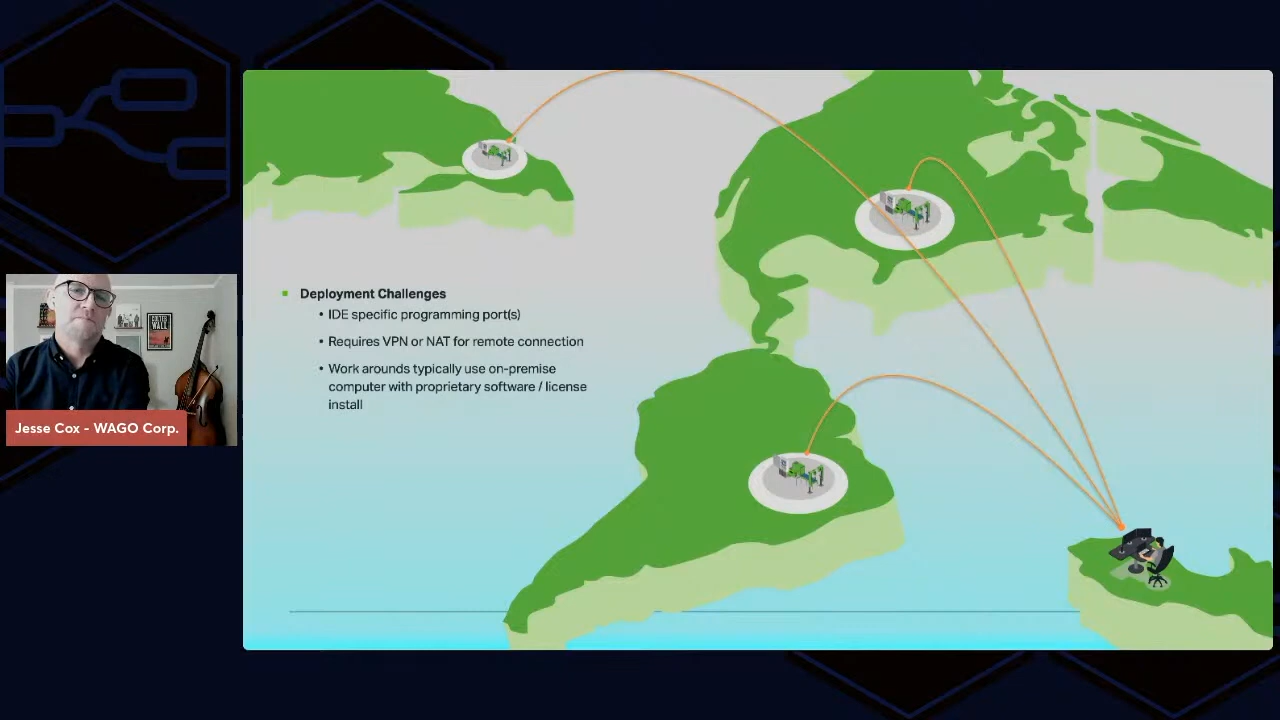 Deployment Challenges
IDE specific programming port(s)
Requires VPN or NAT for remote connection
Work arounds typically use on-premise
computer with proprietary software / license
install
Jesse Cox - WAGO Corp.